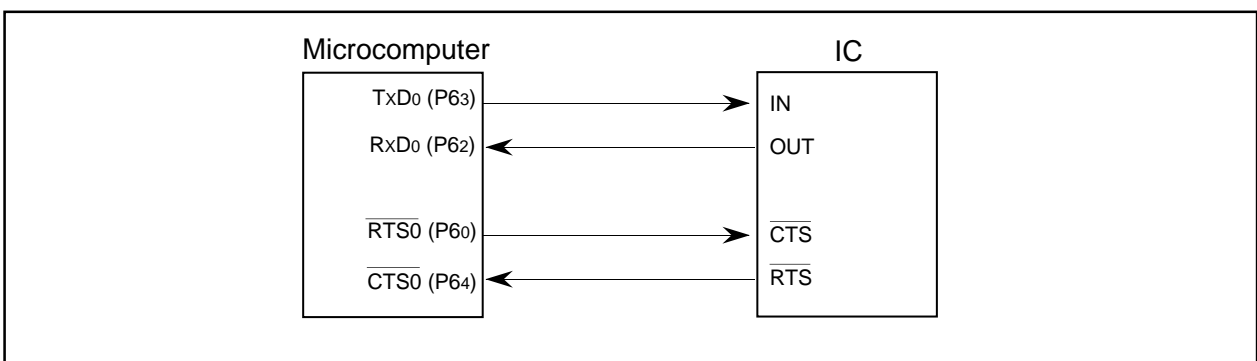 Microcomputer
IC
TxD0 (P63)
IN
RxD0 (P62)
OUT
RTS0 (P60)
CTS
CTS0 (P64)
RTS